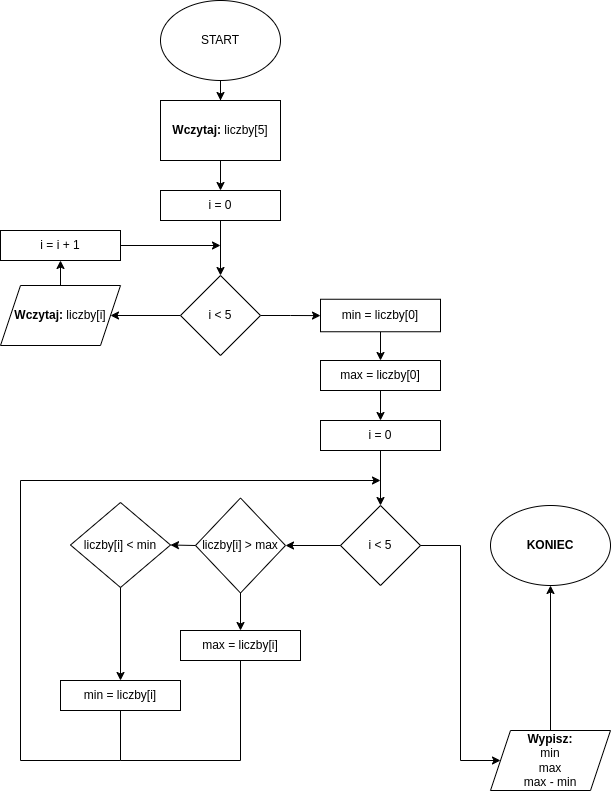 START
Wczytaj: liczby[5]
i = 0
i = i + 1
Wczytaj: liczby[i]
i < 5
min = liczby[0]
max = liczby[0]
i = 0
i < 5
liczby[i] > max
liczby[i] < min
max = liczby[i]
min = liczby[i]
Wypisz:
min
max
max - min
KONIEC